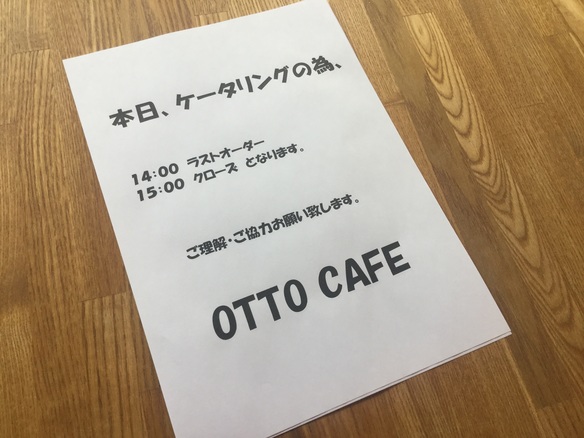 本日、ケータリングの為、
14:00 ラストオーダー
15:00 クローズ となります。
ご理解・ご協力お願い致します。
OTTO CAFE